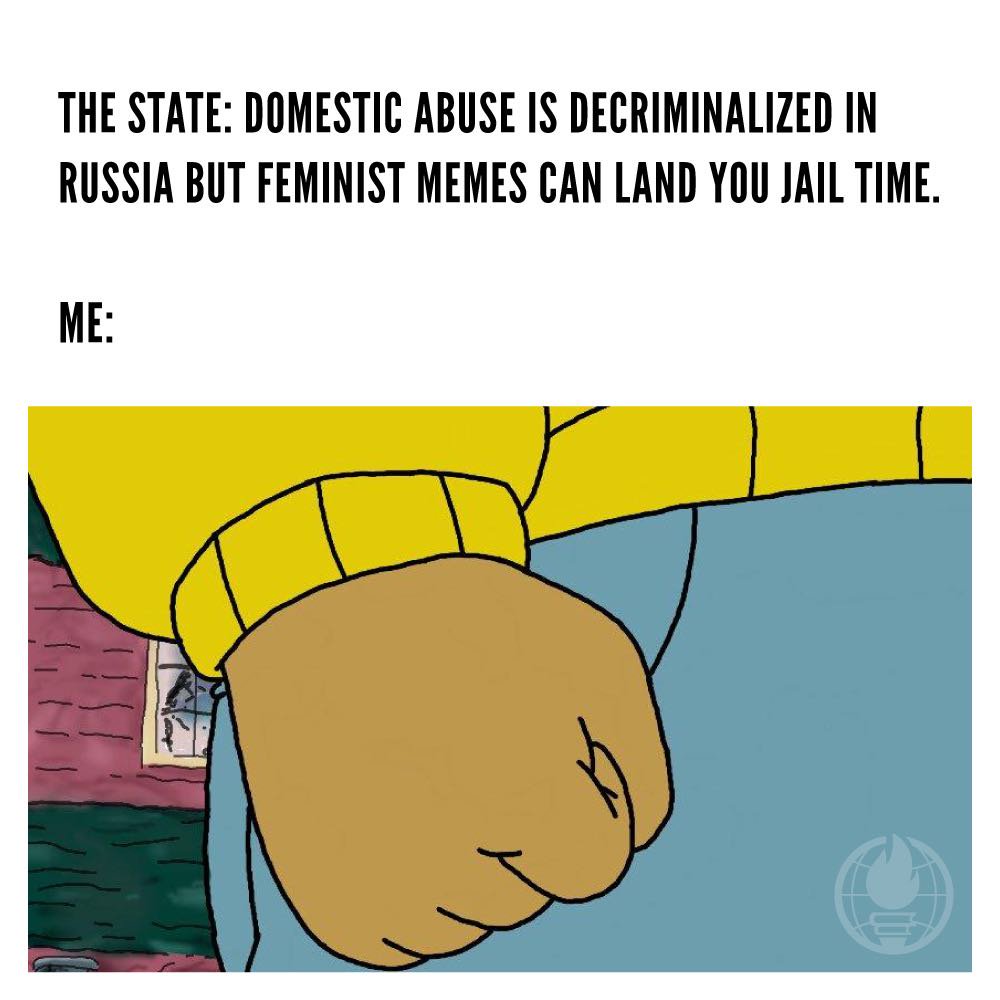 THE STATE: DOMESTIC ABUSE IS DECRIMINALIZED IN
RUSSIA BUT FEMINIST MEMES CAN LAND YOU JAIL TIME.
ME: